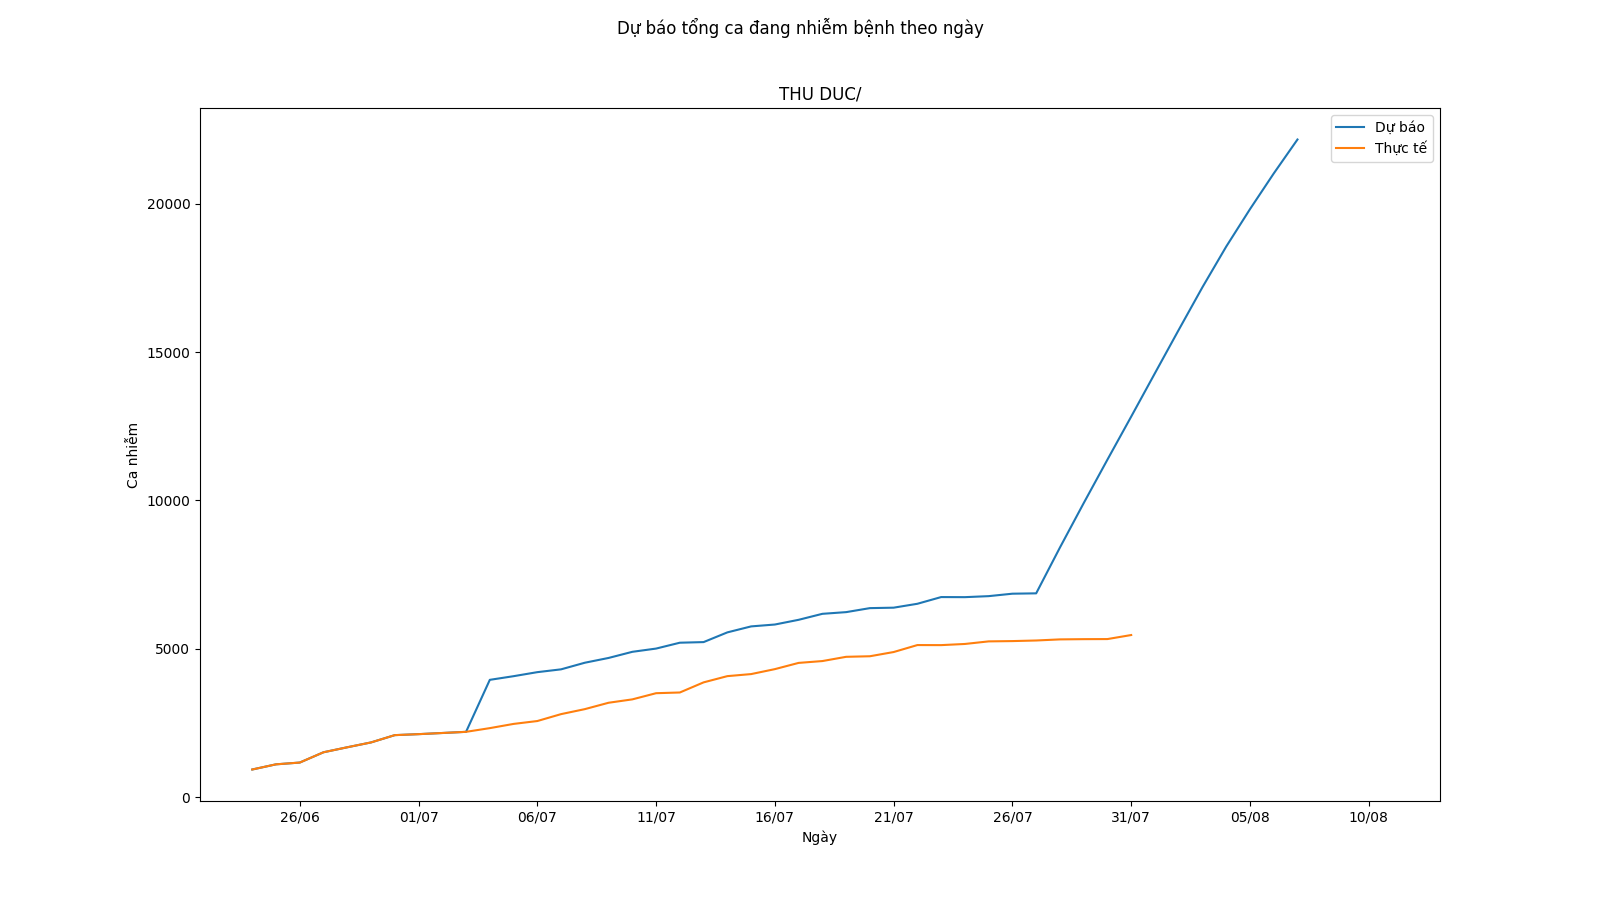 Dự báo tổng ca đang nhiễm bệnh theo ngày
THU DUC/
Dự báo
Thực tế
20000
15000
10000
5000
0
Ca nhiễm
26/06 01/07 06/07 11/07 16/07 21/07 26/07 31/07 05/08 10/08
Ngày